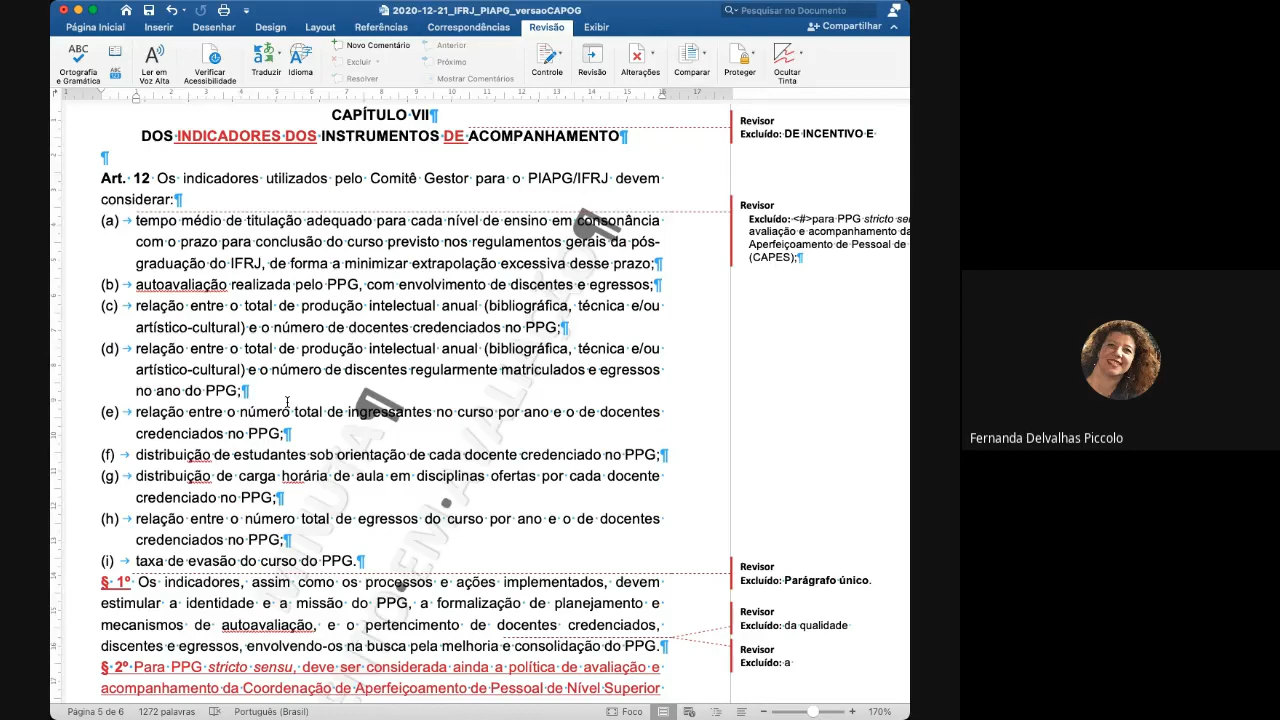 2020-12-21_IFRJ_PIAPG_versaoCAPOG
Pesquisar no Documento
Página Inicial Inserir Desenhar Design Layout Referências Correspondências Revisão Exibir
Compartilhar
ABC
Ortografia e Gramática
Ler em Voz Alta
Verificar Acessibilidade
Traduzir
Idioma
Novo Comentário
Excluir
Resolver
Anterior
Próximo
Mostrar Comentários
Controle
Revisão
Alterações
Comparar
Proteger
Ocultar Tinta
CAPÍTULO VII¶
DOS INDICADORES DOS INSTRUMENTOS DE ACOMPANHAMENTO¶
¶
Art. 12 Os indicadores utilizados pelo Comitê Gestor para o PIAPG/IFRJ devem
considerar:¶
(a) tempo médio de titulação adequado para cada nível de ensino em consonância
com o prazo para conclusão do curso previsto nos regulamentos gerais da pós-
graduação do IFRJ, de forma a minimizar extrapolação excessiva desse prazo;¶
(b) autoavaliação realizada pelo PPG, com envolvimento de discentes e egressos;¶
(c) relação entre o total de produção intelectual anual (bibliográfica, técnica e/ou
artístico-cultural) e o número de docentes credenciados no PPG;¶
(d) relação entre o total de produção intelectual anual (bibliográfica, técnica e/ou
artístico-cultural) e o número de discentes regularmente matriculados e egressos
no ano do PPG;¶
(e) relação entre o número total de ingressantes no curso por ano e o de docentes
credenciados no PPG;¶
(f) distribuição de estudantes sob orientação de cada docente credenciado no PPG;¶
(g) distribuição de carga horária de aula em disciplinas ofertas por cada docente
credenciado no PPG;¶
(h) relação entre o número total de egressos do curso por ano e o de docentes
credenciados no PPG;¶
(i) taxa de evasão do curso do PPG.¶
§ 1º Os indicadores, assim como os processos e ações implementados, devem
estimular a identidade e a missão do PPG, a formalização de planejamento e
mecanismos de autoavaliação, e o pertencimento de docentes credenciados,
discentes e egressos, envolvendo-os na busca pela melhoria e consolidação do PPG.¶
§ 2º Para PPG stricto sensu, deve ser considerada ainda a política de avaliação e
acompanhamento da Coordenação de Aperfeiçoamento de Pessoal de Nível Superior
Revisor
Excluído: DE INCENTIVO E
Revisor
Excluído: <#>para PPG stricto sen
avaliação e acompanhamento da
Aperfeiçoamento de Pessoal de
(CAPES);¶
Revisor
Excluído: Parágrafo único.
Revisor
Excluído: da qualidade
Revisor
Excluído: a
Página 5 de 6 1272 palavras Português (Brasil) Foco 170%
Fernanda Delvalhas Piccolo